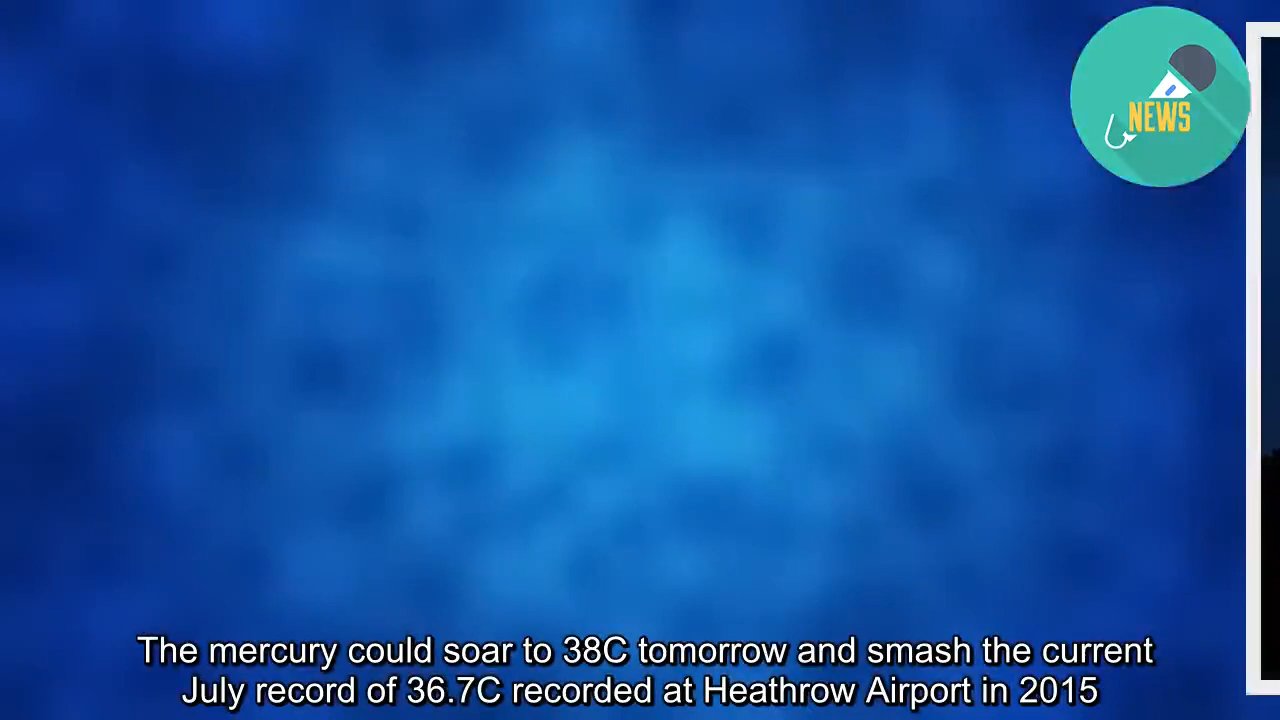 NEWS
The mercury could soar to 38C tomorrow and smash the current
July record of 36.7C recorded at Heathrow Airport in 2015